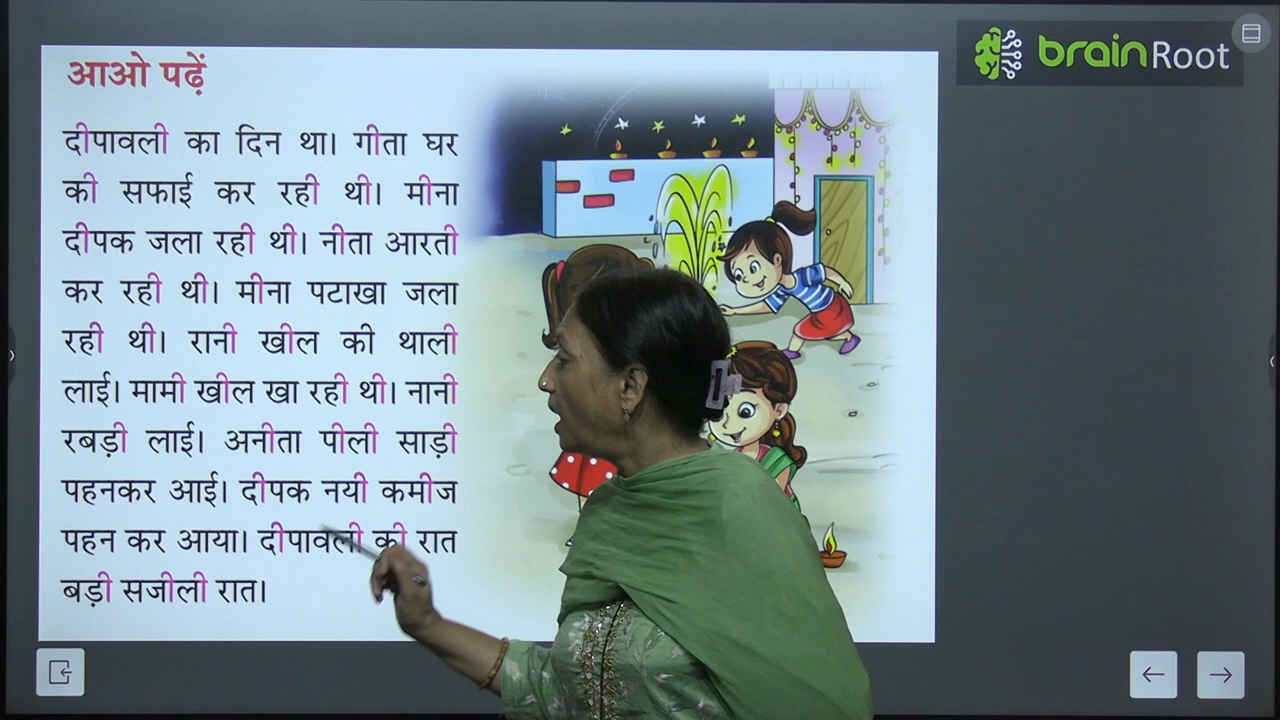 आओ पढ़ें
दीपावली का दिन था। गीता घर
की सफाई कर रही थी। मीना
दीपक जला रही थी। नीता आरती
कर रही थी। मीना पटाखा जला
रही थी। रानी खील की थाली
लाई। मामी खील खा रही थी। नानी
रबड़ी लाई। अनीता पीली साड़ी
पहनकर आई। दीपक नयी कमीज
पहन कर आया। दीपावली की रात
बड़ी सजीली रात।
brainRoot